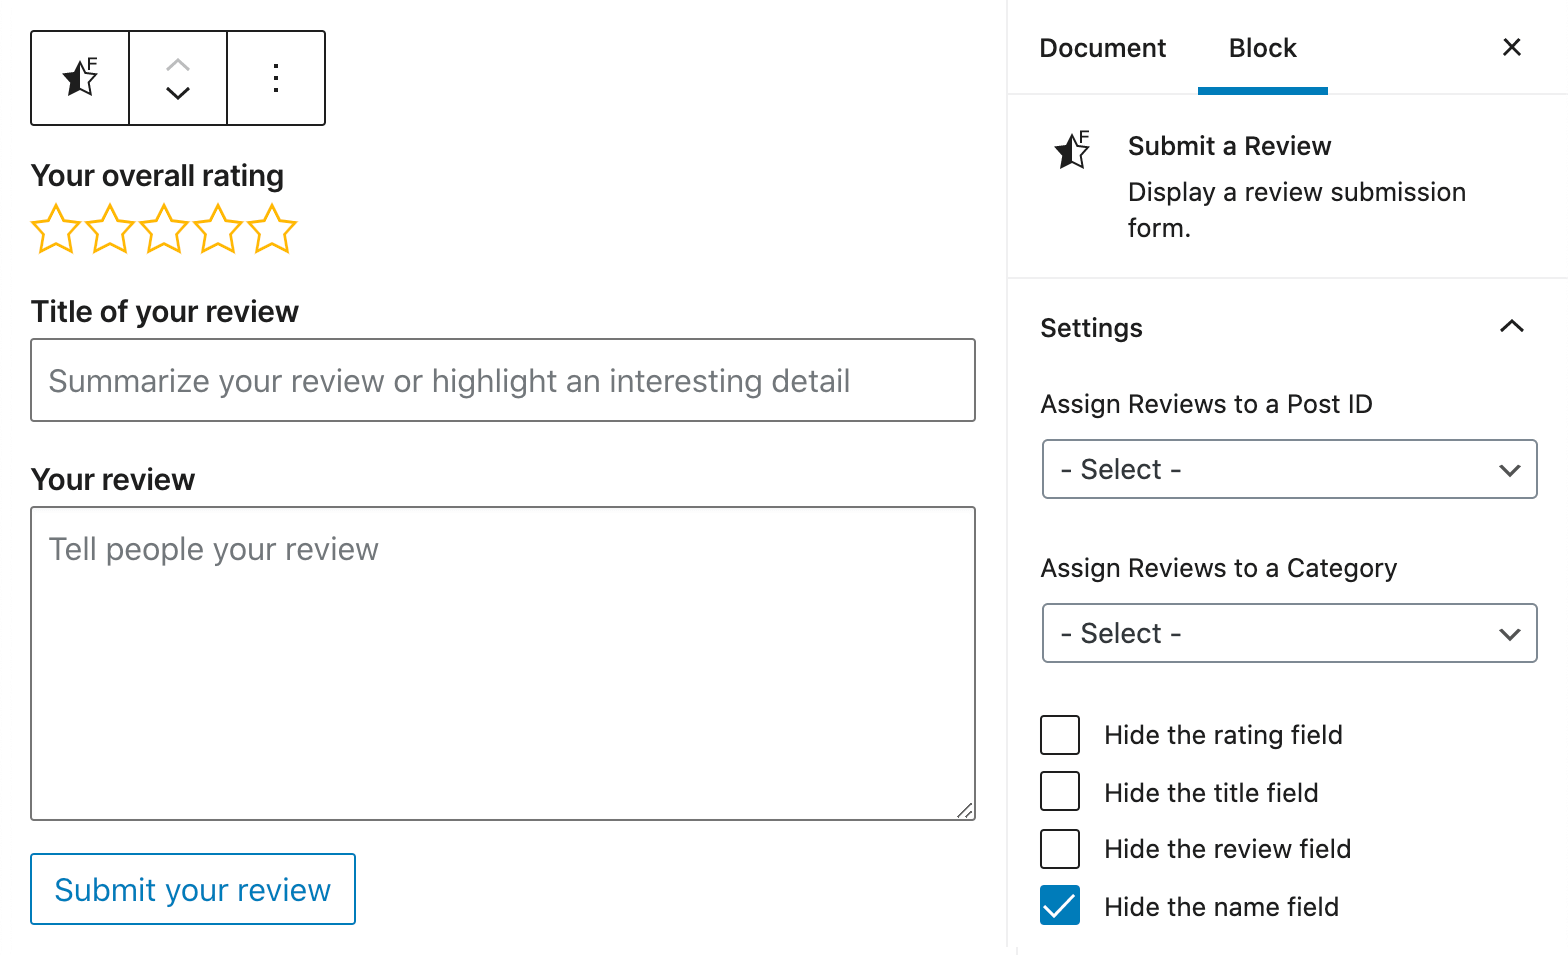 F
Your overall rating
Title of your review
Summarize your review or highlight an interesting detail
Your review
Tell people your review
Submit your review
Document Block
F
Submit a Review
Display a review submission
form.
Settings
Assign Reviews to a Post ID
- Select -
Assign Reviews to a Category
- Select -
Hide the rating field
Hide the title field
Hide the review field
Hide the name field